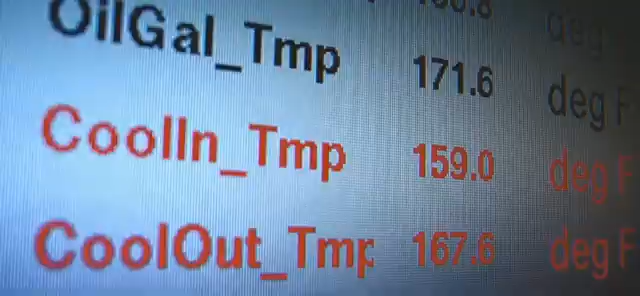 OilGal_Tmp 171.6 deg F
CoolIn_Tmp 159.0 deg F
CoolOut_Tmp 167.6 deg F